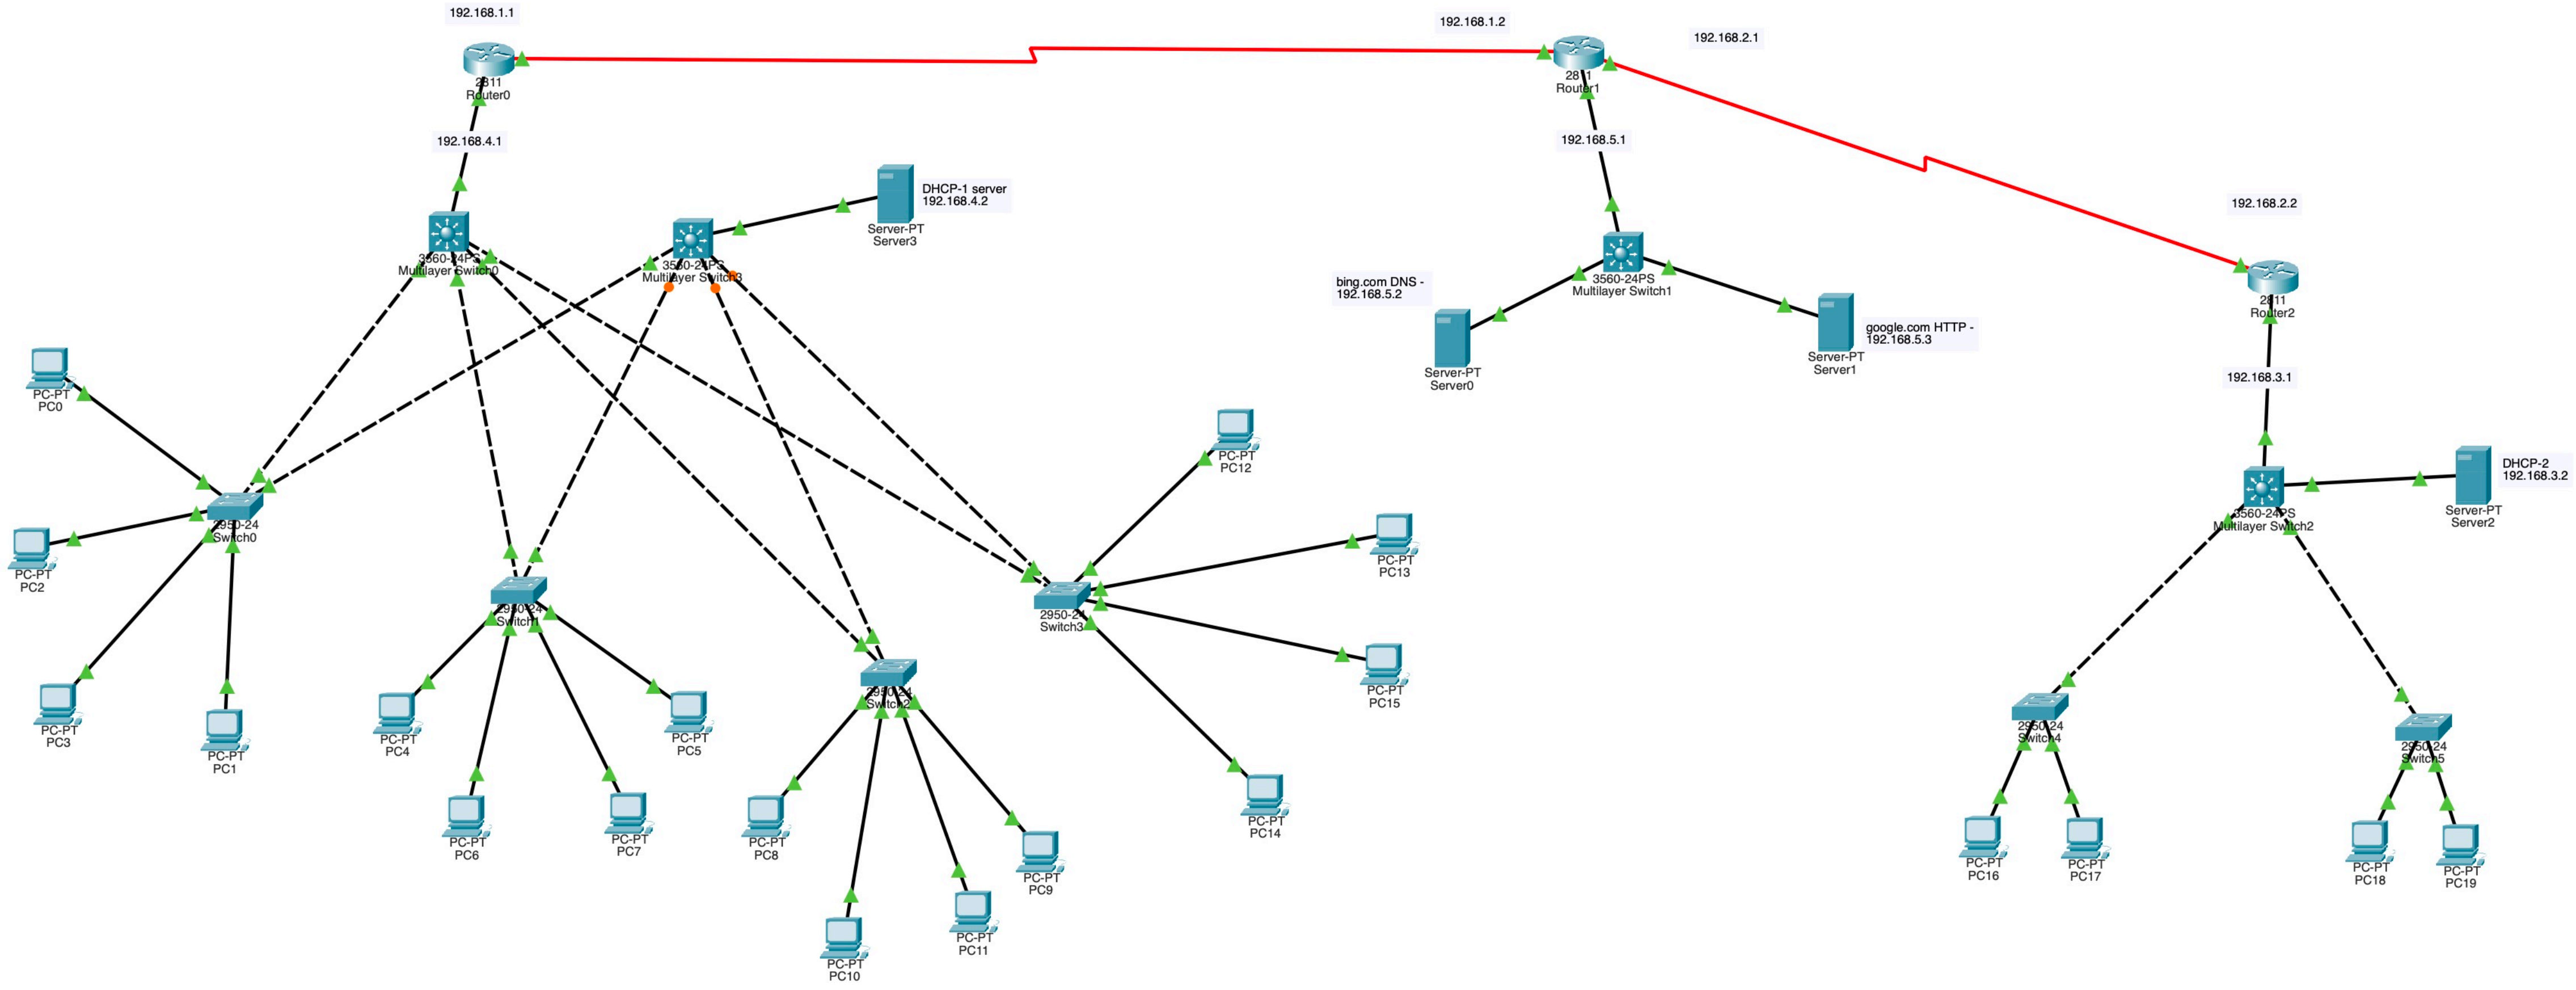 192.168.1.1
192.168.1.2
192.168.2.1
2811
Router0
2811
Router1
192.168.4.1
192.168.5.1
DHCP-1 server
192.168.4.2
Server-PT
Server3
192.168.2.2
3560-24PS
Multilayer Switch0
3560-24PS
Multilayer Switch3
3560-24PS
Multilayer Switch1
bing.com DNS -
192.168.5.2
2811
Router2
google.com HTTP -
192.168.5.3
Server-PT
Server1
Server-PT
Server0
192.168.3.1
PC-PT
PC0
PC-PT
PC12
DHCP-2
192.168.3.2
Server-PT
Server2
3560-24PS
Multilayer Switch2
2950-24
Switch0
PC-PT
PC2
PC-PT
PC13
2950-24
Switch1
2950-24
Switch3
2950-24
Switch2
PC-PT
PC15
PC-PT
PC3
PC-PT
PC1
PC-PT
PC4
PC-PT
PC5
2950-24
Switch4
2950-24
Switch5
PC-PT
PC6
PC-PT
PC7
PC-PT
PC8
PC-PT
PC14
PC-PT
PC9
PC-PT
PC16
PC-PT
PC17
PC-PT
PC18
PC-PT
PC19
PC-PT
PC11
PC-PT
PC10